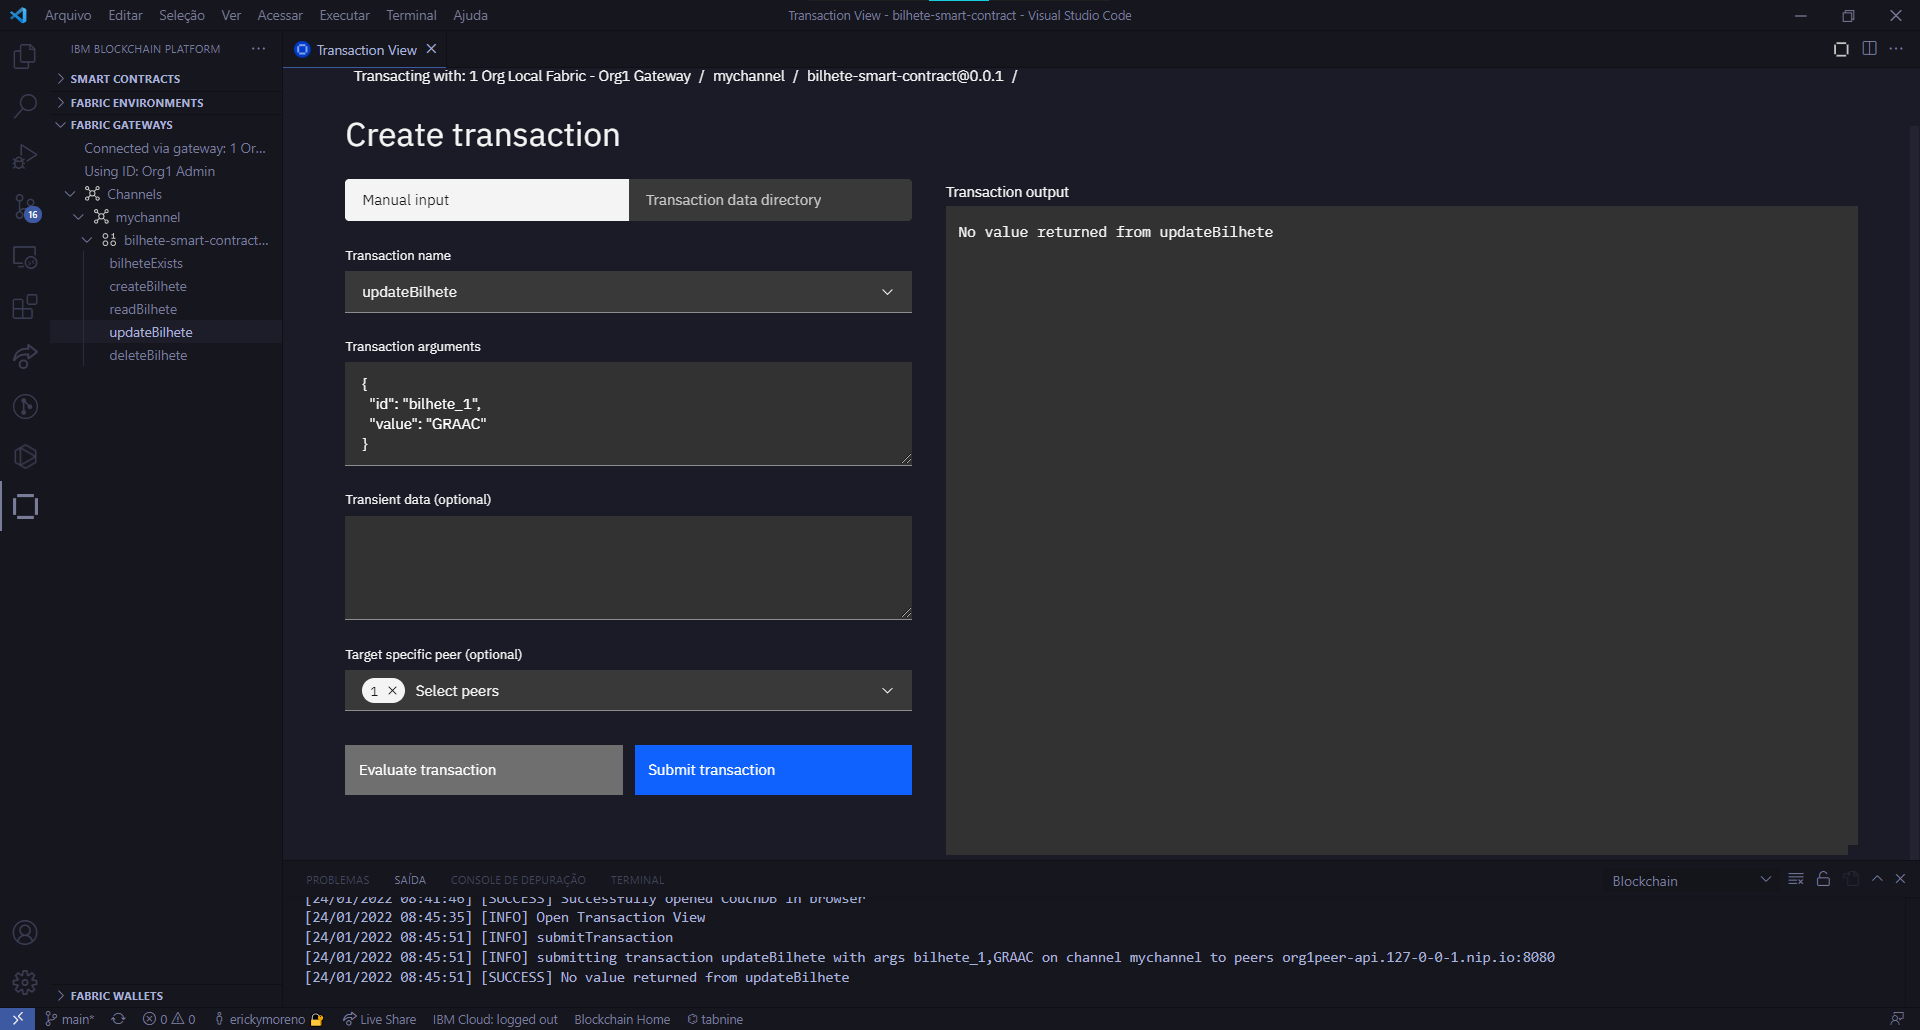 Arquivo Editar Seleção Ver Acessar Executar Terminal Ajuda
Transaction View - bilhete-smart-contract - Visual Studio Code
IBM BLOCKCHAIN PLATFORM
SMART CONTRACTS
FABRIC ENVIRONMENTS
FABRIC GATEWAYS
Connected via gateway: 1 Or...
Using ID: Org1 Admin
Channels
mychannel
bilhete-smart-contract...
bilheteExists
createBilhete
readBilhete
updateBilhete
deleteBilhete
16
FABRIC WALLETS
Transaction View
Transacting with: 1 Org Local Fabric - Org1 Gateway / mychannel / bilhete-smart-contract@0.0.1 /
Create transaction
Manual input
Transaction data directory
Transaction name
updateBilhete
Transaction arguments
{
"id": "bilhete_1",
"value": "GRAAC"
}
Transient data (optional)
Target specific peer (optional)
1 Select peers
Evaluate transaction
Submit transaction
Transaction output
No value returned from updateBilhete
PROBLEMAS SAÍDA CONSOLE DE DEPURAÇÃO TERMINAL
Blockchain
[24/01/2022 08:41:46] [SUCCESS] Successfully opened CouchDB in browser
[24/01/2022 08:45:35] [INFO] Open Transaction View
[24/01/2022 08:45:51] [INFO] submitTransaction
[24/01/2022 08:45:51] [INFO] submitting transaction updateBilhete with args bilhete_1,GRAAC on channel mychannel to peers org1peer-api.127-0-0-1.nip.io:8080
[24/01/2022 08:45:51] [SUCCESS] No value returned from updateBilhete
main* 0 0 erickymoreno Live Share IBM Cloud: logged out Blockchain Home tabnine